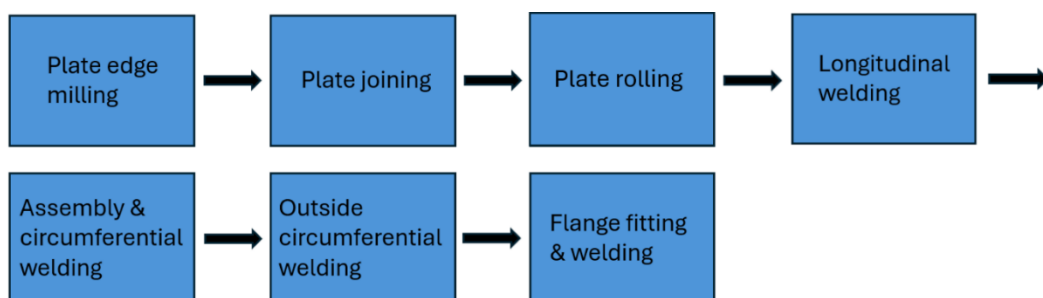 Plate edge
milling
Plate joining
Plate rolling
Longitudinal
welding
Assembly &
circumferential
welding
Outside
circumferential
welding
Flange fitting
& welding